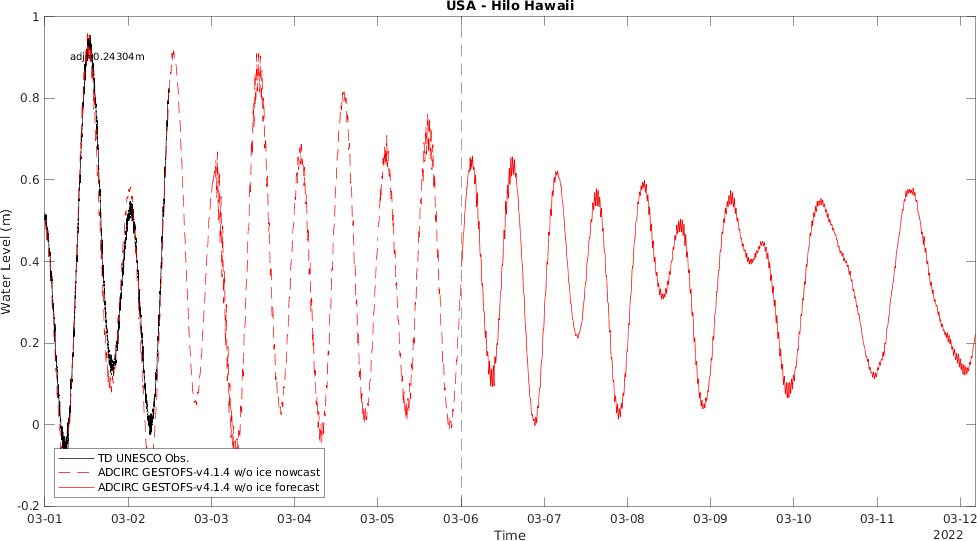 USA - Hilo Hawaii
1
0.8
0.6
0.4
0.2
0
-0.2
Water Level (m)
adj 0.24304m
TD UNESCO Obs.
ADCIRC GESTOFS-v4.1.4 w/o ice nowcast
ADCIRC GESTOFS-v4.1.4 w/o ice forecast
03-01 03-02 03-03 03-04 03-05 03-06 03-07 03-08 03-09 03-10 03-11 03-12
Time
2022